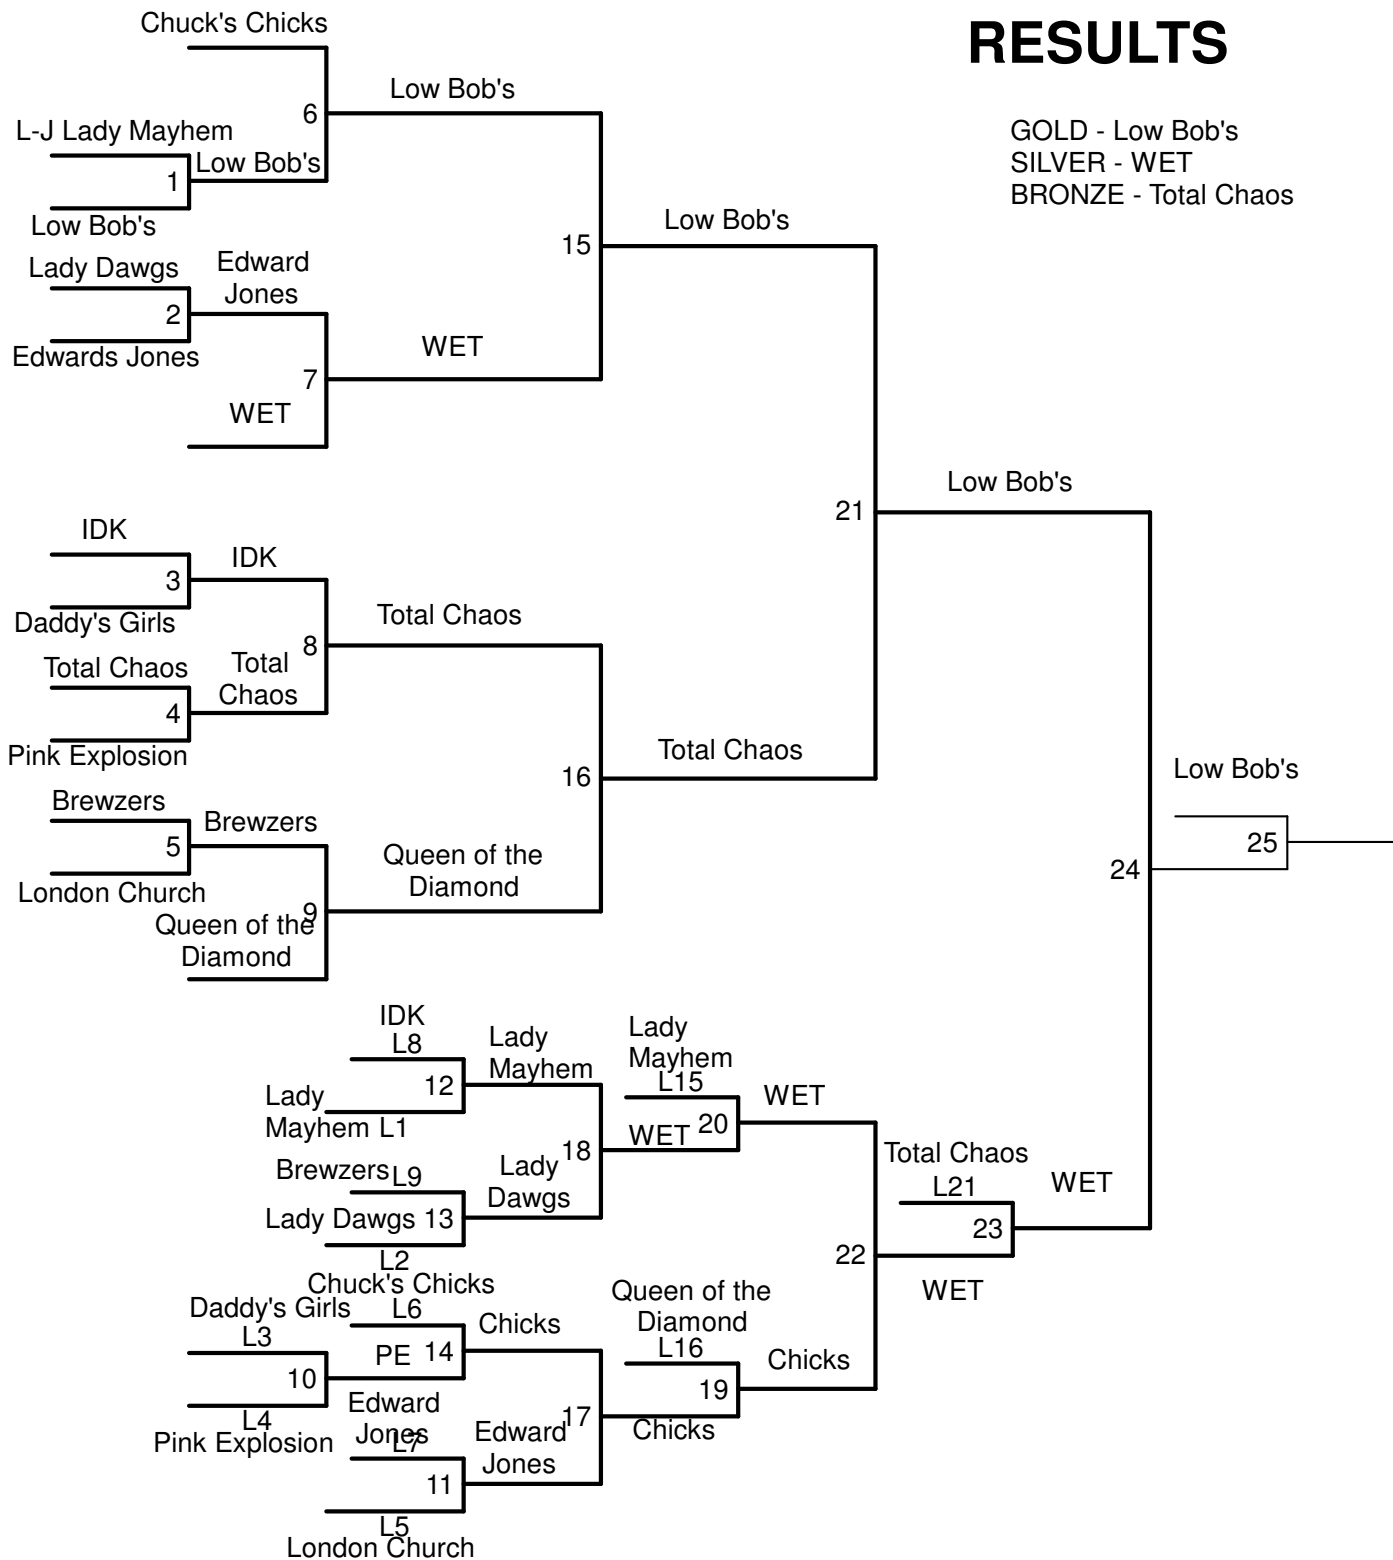 Chuck's Chicks
RESULTS
Low Bob's
6
GOLD - Low Bob's
SILVER - WET
BRONZE - Total Chaos
L-J Lady Mayhem
Low Bob's
1
Low Bob's
Low Bob's
15
Lady Dawgs
Edward
Jones
2
Edwards Jones
WET
7
WET
Low Bob's
21
IDK
IDK
3
Daddy's Girls
Total Chaos
8
Total Chaos
Total
Chaos
4
Pink Explosion
Total Chaos
16
Low Bob's
Brewzers
Brewzers
5
25
London Church
Queen of the
Diamond
24
9
Queen of the
Diamond
IDK
L8
Lady
Mayhem
12
Lady
Mayhem L1
Lady
Mayhem
L15
WET
20
WET
18
Brewzers
L9
Lady
Dawgs
Lady Dawgs
13
L2
Total Chaos
L21
WET
23
22
WET
Chuck's Chicks
L6
Daddy's Girls
L3
Chicks
PE
14
10
L4
Pink Explosion
Queen of the
Diamond
L16
Chicks
19
Chicks
17
Edward
Jones
L7
Edward
Jones
11
L5
London Church